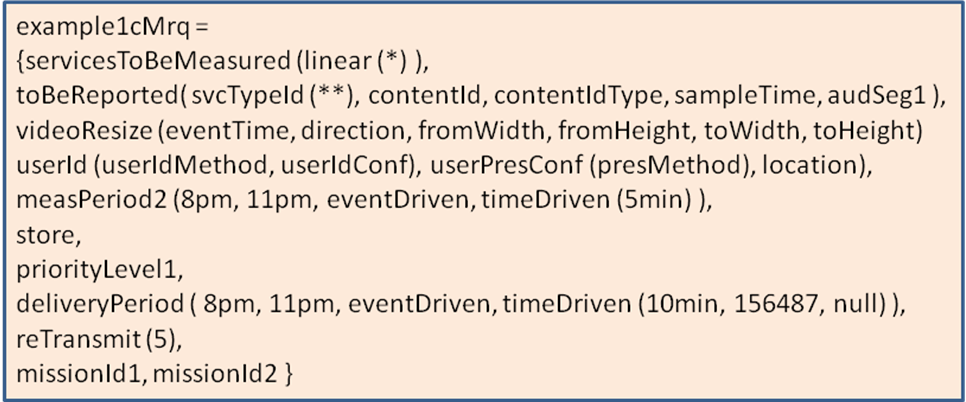 example1cMrq =
{servicesToBeMeasured (linear (*) ),
toBeReported( svcTypeId (**), contentId, contentIdType, sampleTime, audSeg1 ),
videoResize (eventTime, direction, fromWidth, fromHeight, toWidth, toHeight)
userId (userIdMethod, userIdConf), userPresConf (presMethod), location),
measPeriod2 (8pm, 11pm, eventDriven, timeDriven (5min) ),
store,
priorityLevel1,
deliveryPeriod ( 8pm, 11pm, eventDriven, timeDriven (10min, 156487, null) ),
reTransmit (5),
missionId1, missionId2 }